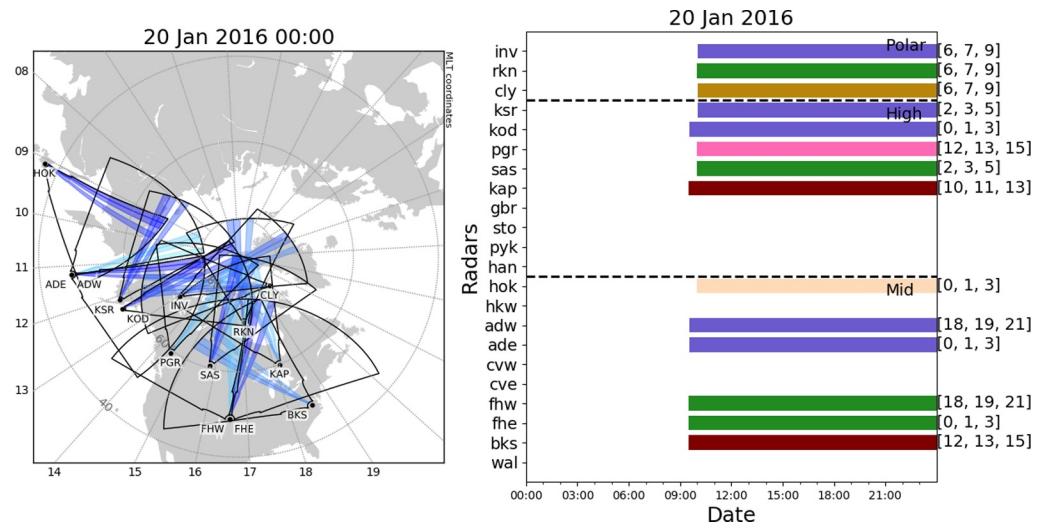 20 Jan 2016 00:00
MLT coordinates
08
09
10
11
12
13
14
15
16
17
18
19
HOK
ADE
ADW
KSR
KOD
INV
CLY
RKN
PGR
SAS
KAP
BKS
FHW
FHE
60°
40°
20 Jan 2016
Radars
inv
rkn
cly
ksr
kod
pgr
sas
kap
gbr
sto
pyk
han
hok
hkw
adw
ade
cvw
cve
fhw
fhe
bks
wal
Polar
High
Mid
[6, 7, 9]
[6, 7, 9]
[6, 7, 9]
[2, 3, 5]
[0, 1, 3]
[12, 13, 15]
[2, 3, 5]
[10, 11, 13]
[0, 1, 3]
[18, 19, 21]
[0, 1, 3]
[18, 19, 21]
[0, 1, 3]
[12, 13, 15]
00:00
03:00
06:00
09:00
12:00
15:00
18:00
21:00
Date